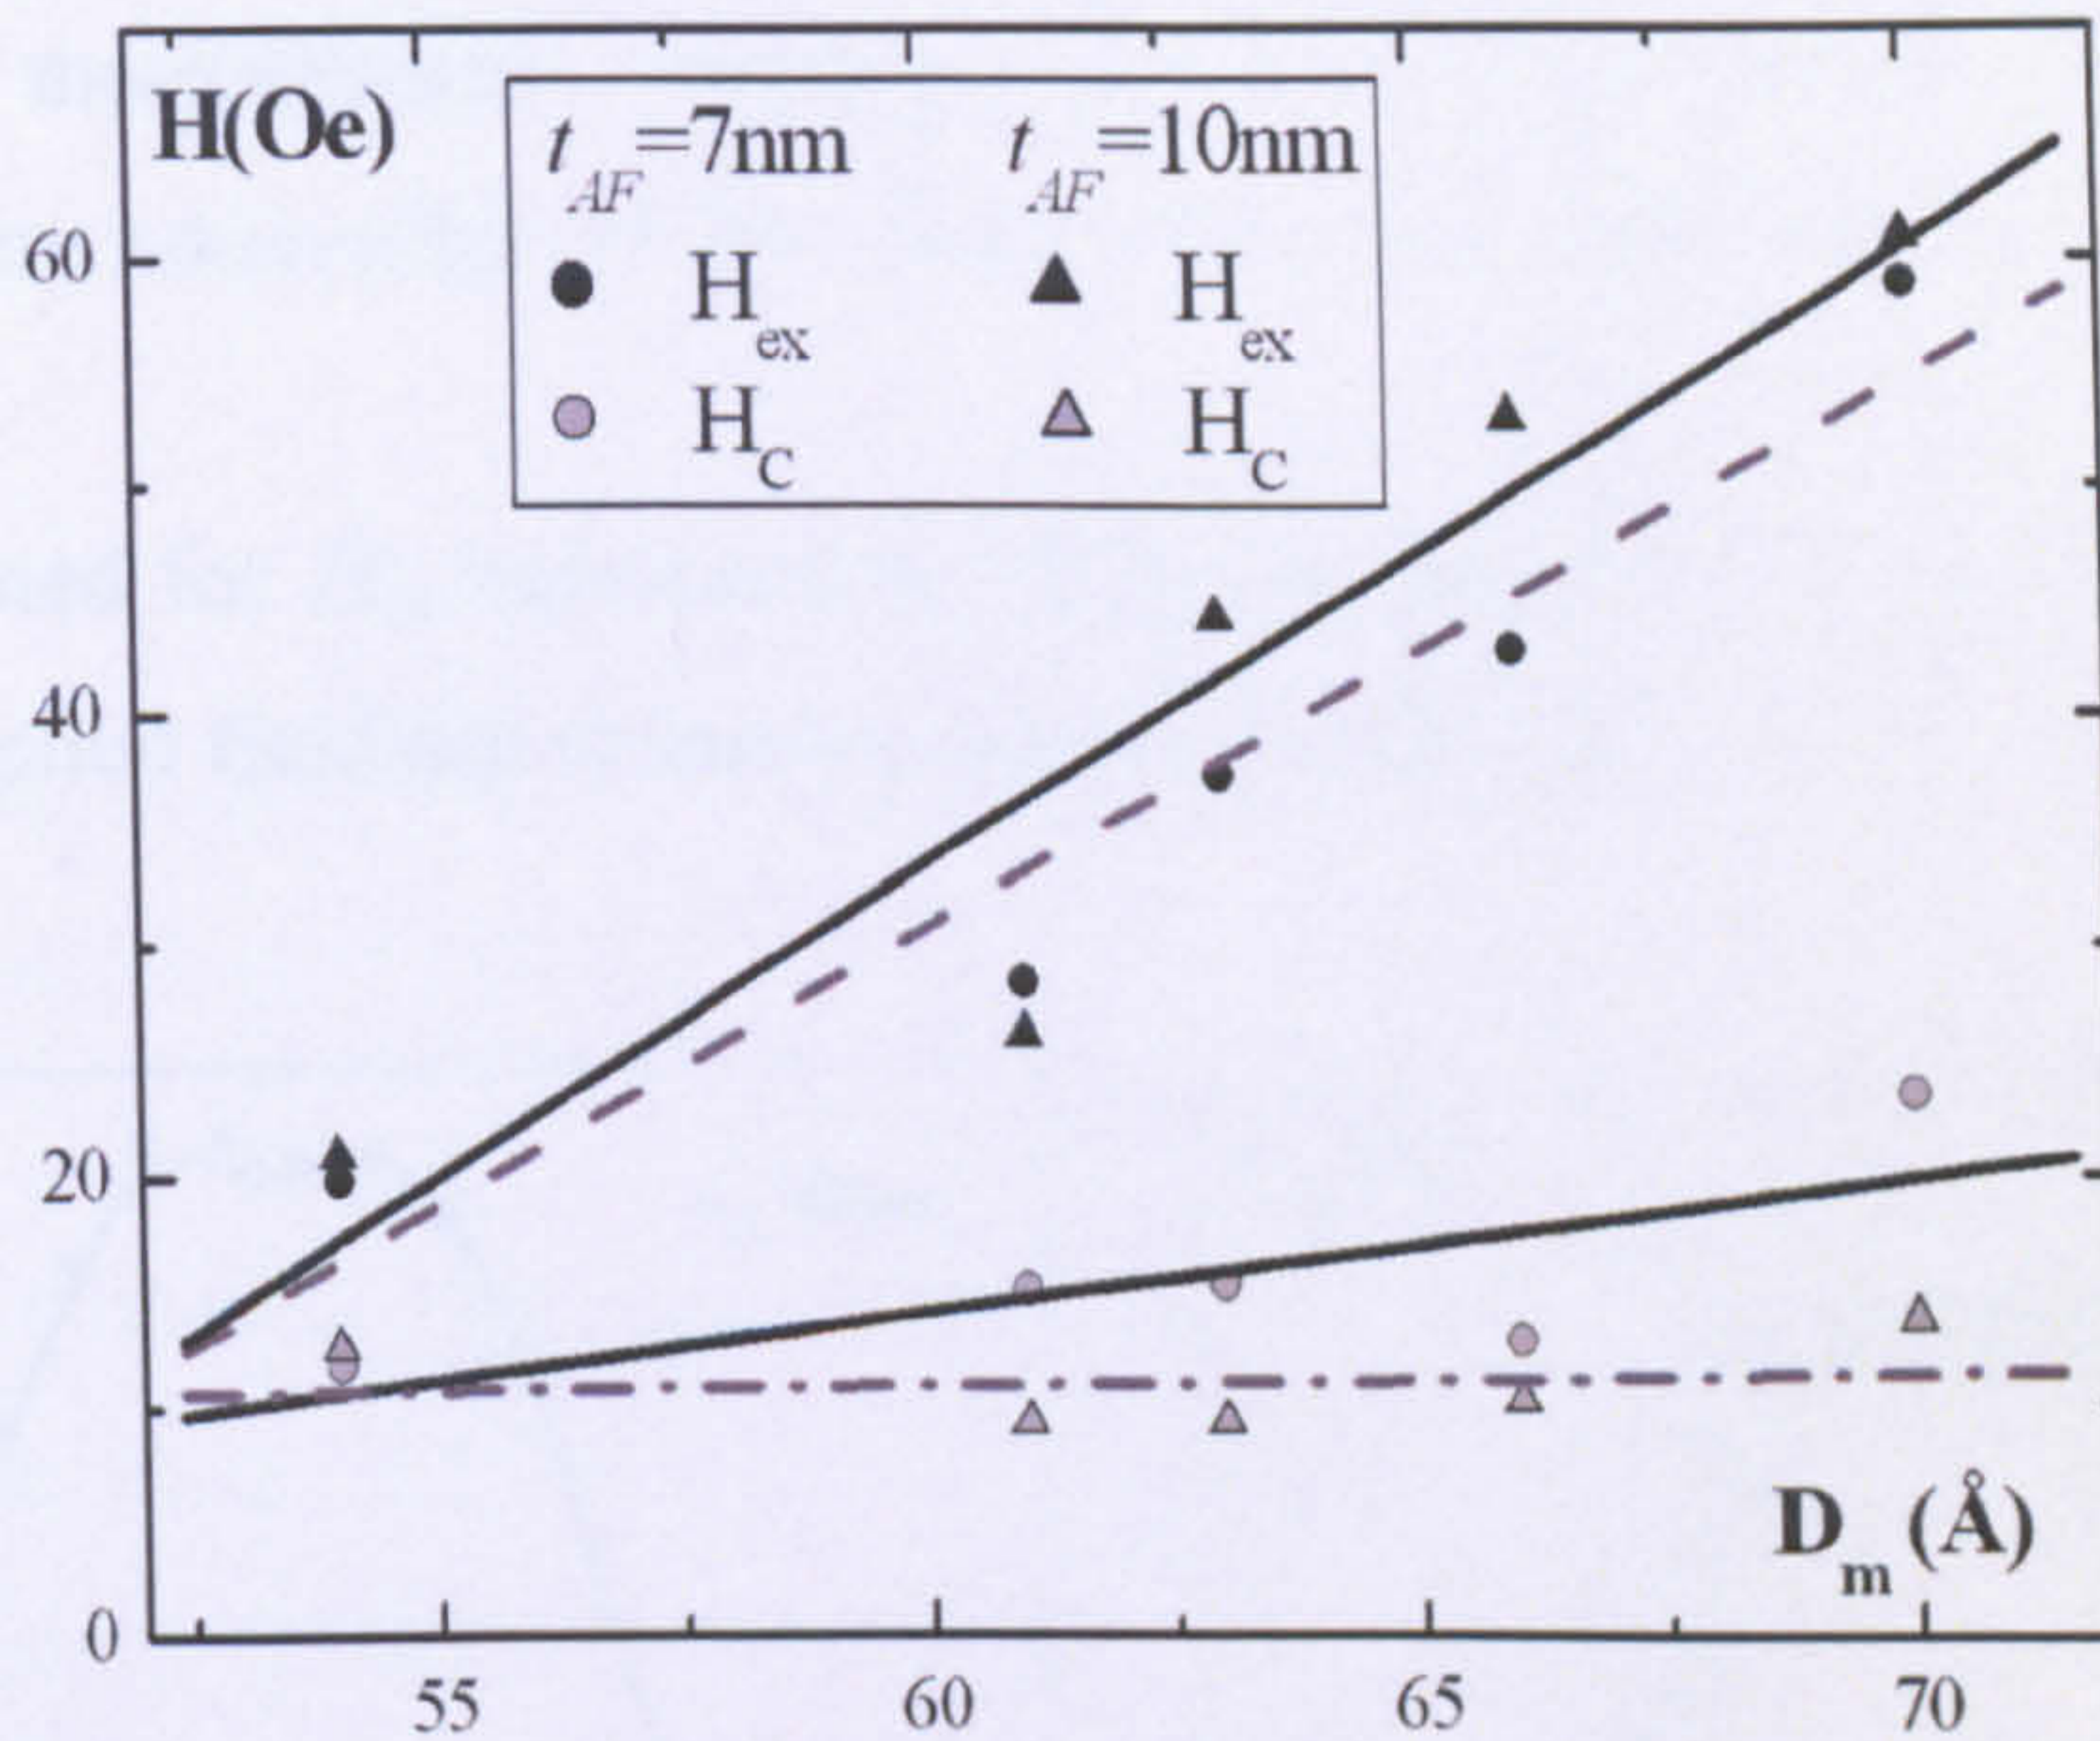 H(Oe)
t_AF=7nm t_AF=10nm
H_ex H_ex
H_C H_C
60
40
20
0
D_m (Å)
55 60 65 70